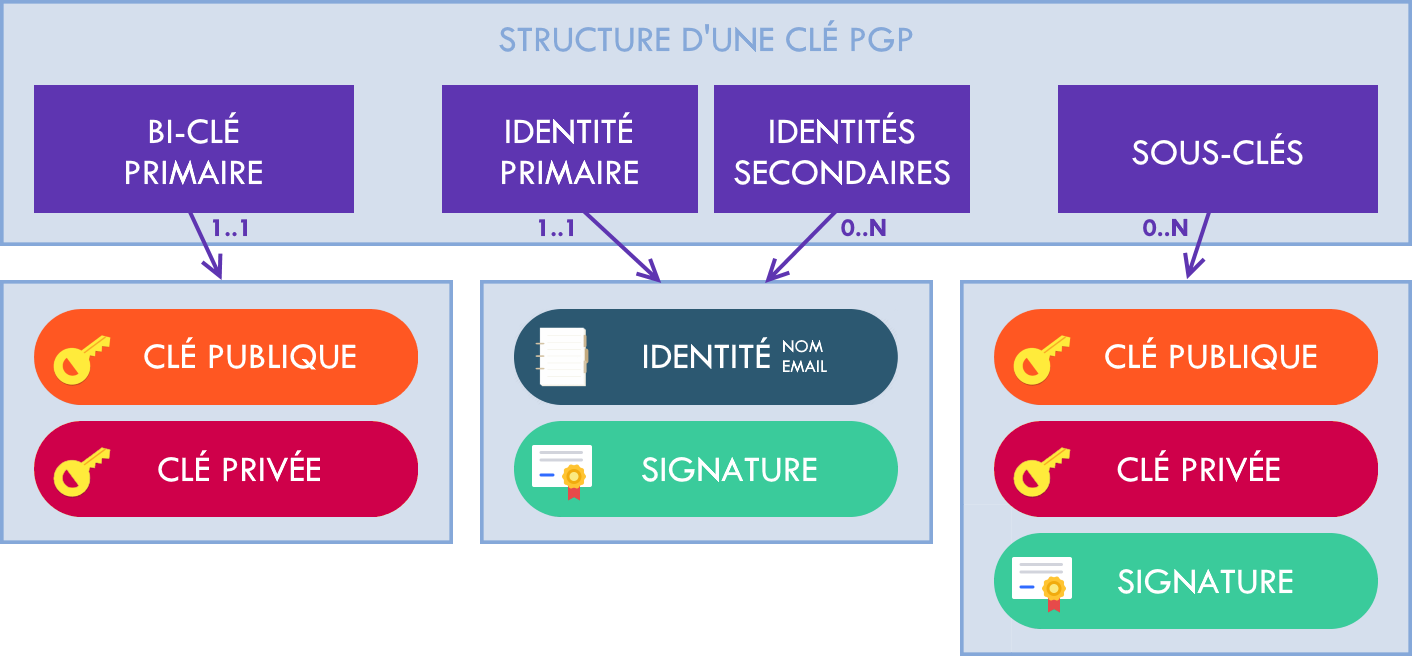 STRUCTURE D'UNE CLÉ PGP
BI-CLÉ
PRIMAIRE
IDENTITÉ
PRIMAIRE
IDENTITÉS
SECONDAIRES
SOUS-CLÉS
1..1
1..1
0..N
0..N
CLÉ PUBLIQUE
CLÉ PRIVÉE
IDENTITÉ
NOM
EMAIL
SIGNATURE
CLÉ PUBLIQUE
CLÉ PRIVÉE
SIGNATURE